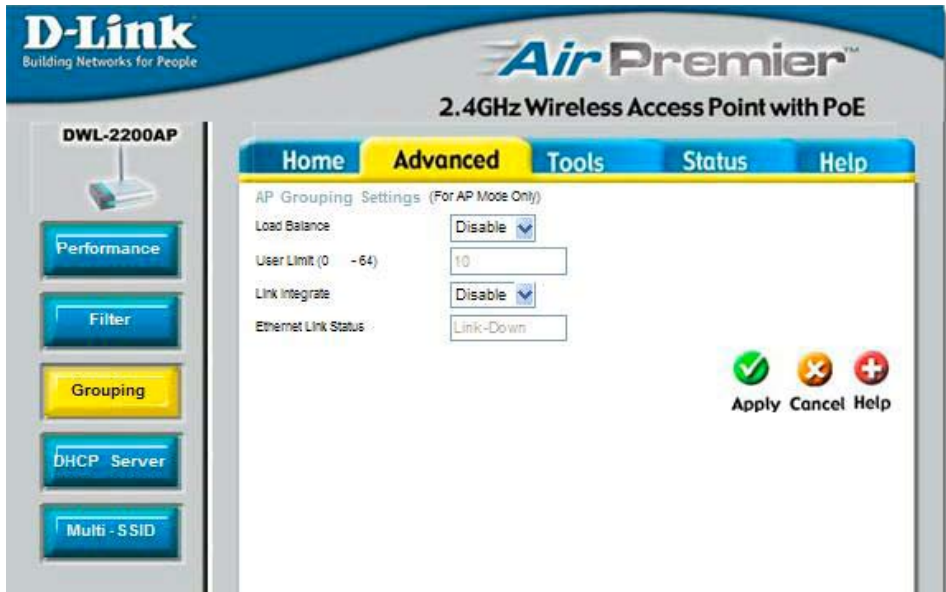 D-Link
Building Networks for People
Air Premier™
2.4GHz Wireless Access Point with PoE
DWL-2200AP
Home Advanced Tools Status Help
AP Grouping Settings (For AP Mode Only)
Load Balance Disable
User Limit (0 - 64) 10
Link Integrate Disable
Ethernet Link Status Link-Down
Apply Cancel Help
Performance
Filter
Grouping
DHCP Server
Multi-SSID